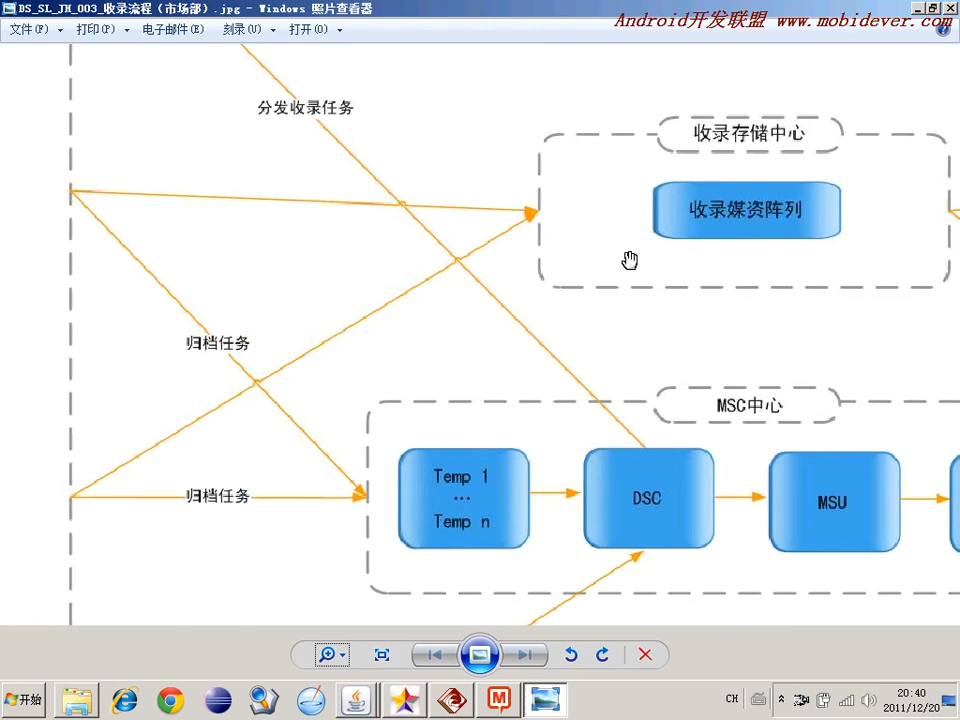 DS_SL_JH_003_收录流程（市场部）.jpg - Windows 照片查看器
Android开发联盟 www.mobidever.com
文件(F) 打印(P) 电子邮件(E) 刻录(U) 打开(O)
分发收录任务
收录存储中心
收录媒资阵列
归档任务
MSC中心
Temp 1
...
Temp n
DSC
MSU
归档任务
开始
CH
20:40
2011/12/20